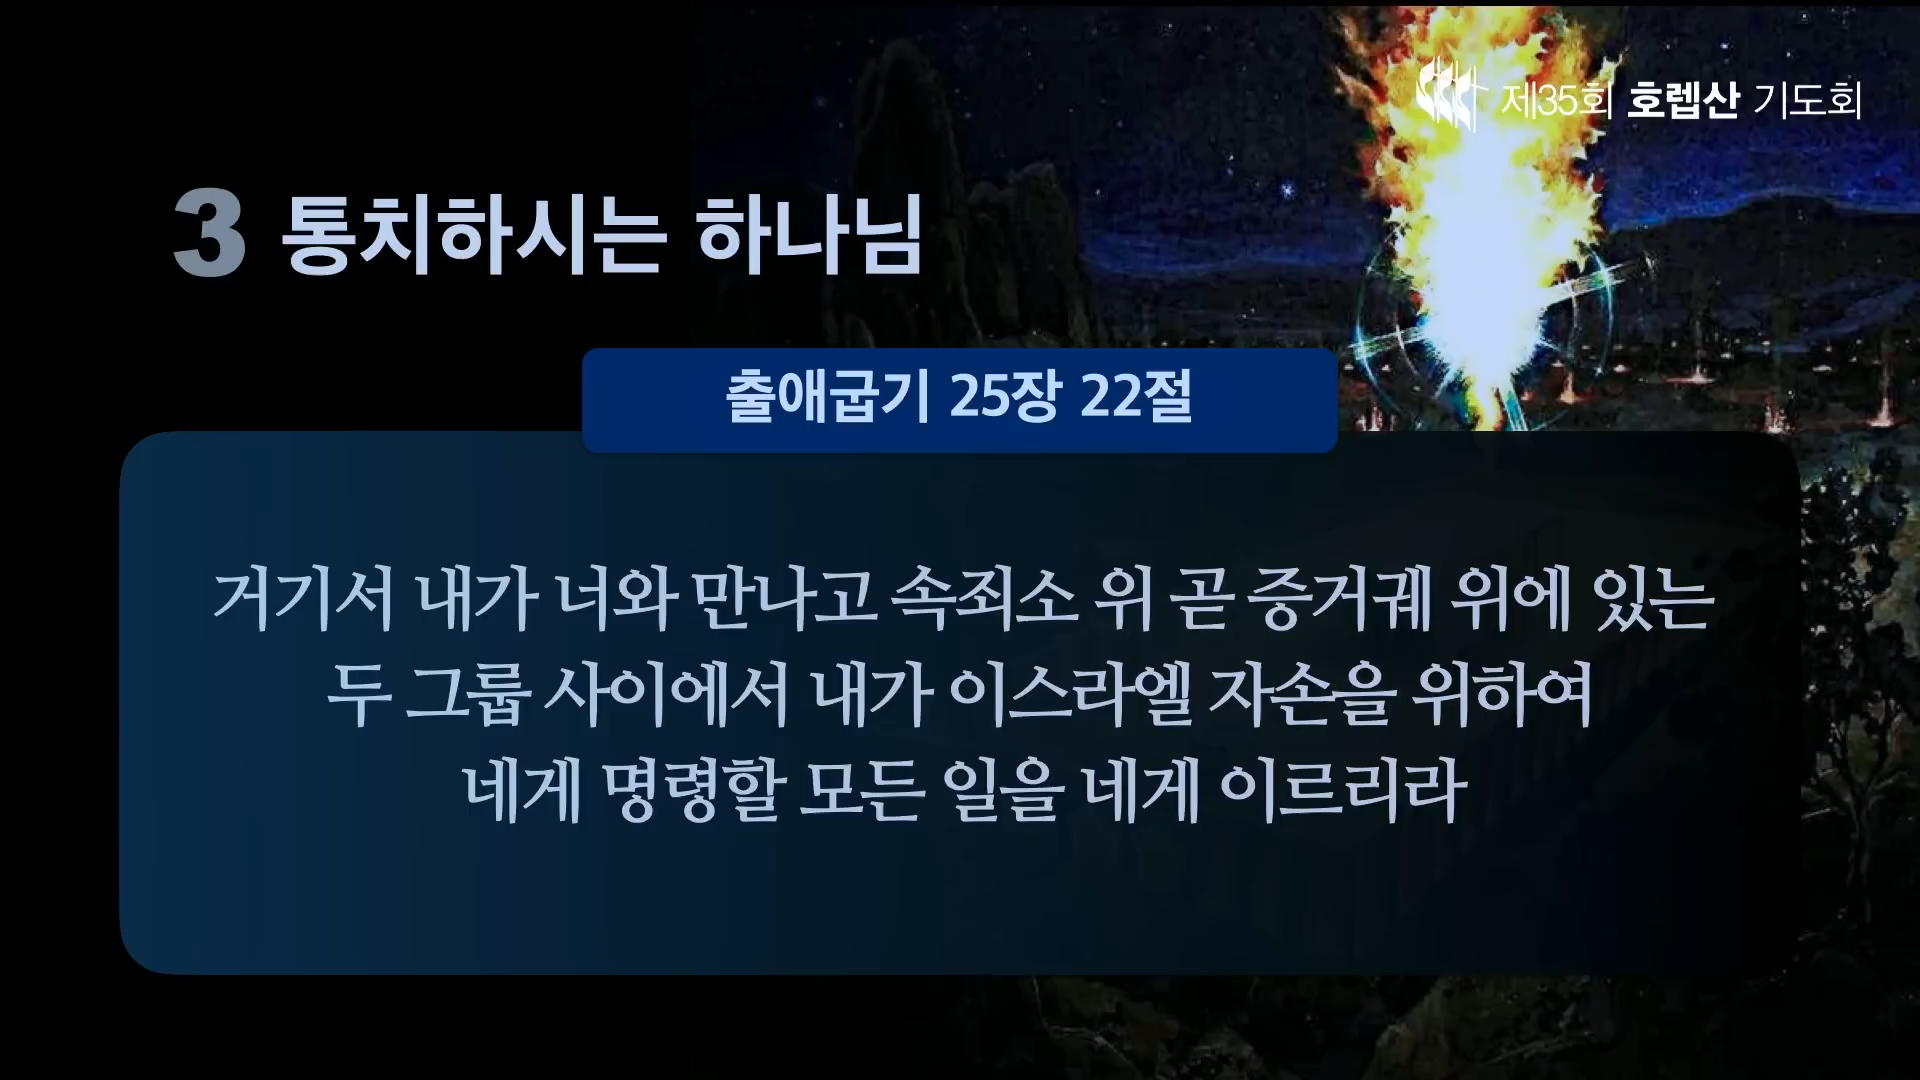 제35회 호렙산 기도회
3 통치하시는 하나님
출애굽기 25장 22절
거기서 내가 너와 만나고 속죄소 위 곧 증거궤 위에 있는
두 그룹 사이에서 내가 이스라엘 자손을 위하여
네게 명령할 모든 일을 네게 이르리라